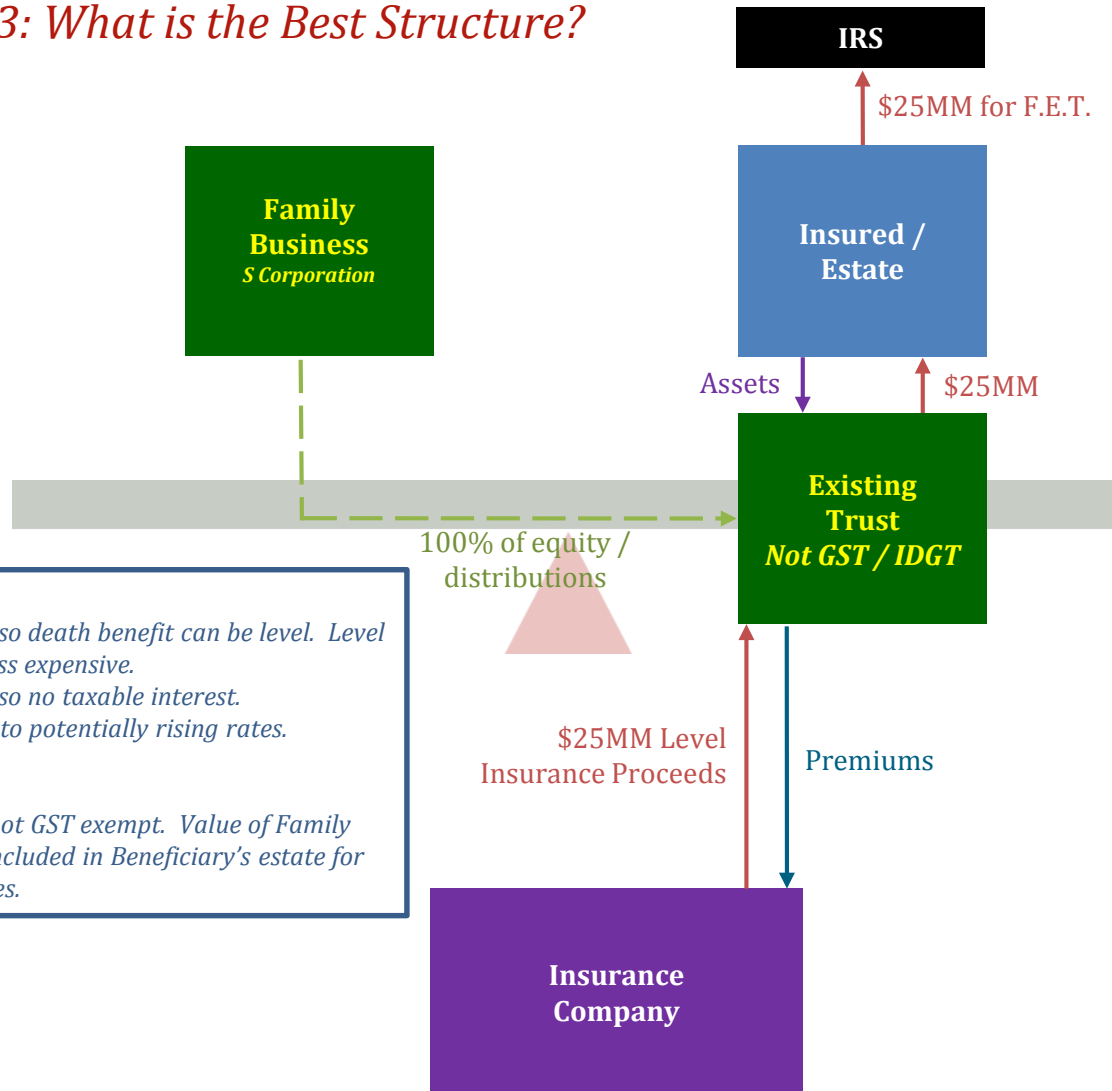 3: What is the Best Structure?
IRS
$25MM for F.E.T.
Family
Business
S Corporation
Insured /
Estate
Assets
$25MM
Existing
Trust
Not GST / IDGT
100% of equity /
distributions
so death benefit can be level. Level
ss expensive.
so no taxable interest.
to potentially rising rates.
ot GST exempt. Value of Family
ncluded in Beneficiary's estate for
es.
$25MM Level
Insurance Proceeds
Premiums
Insurance
Company